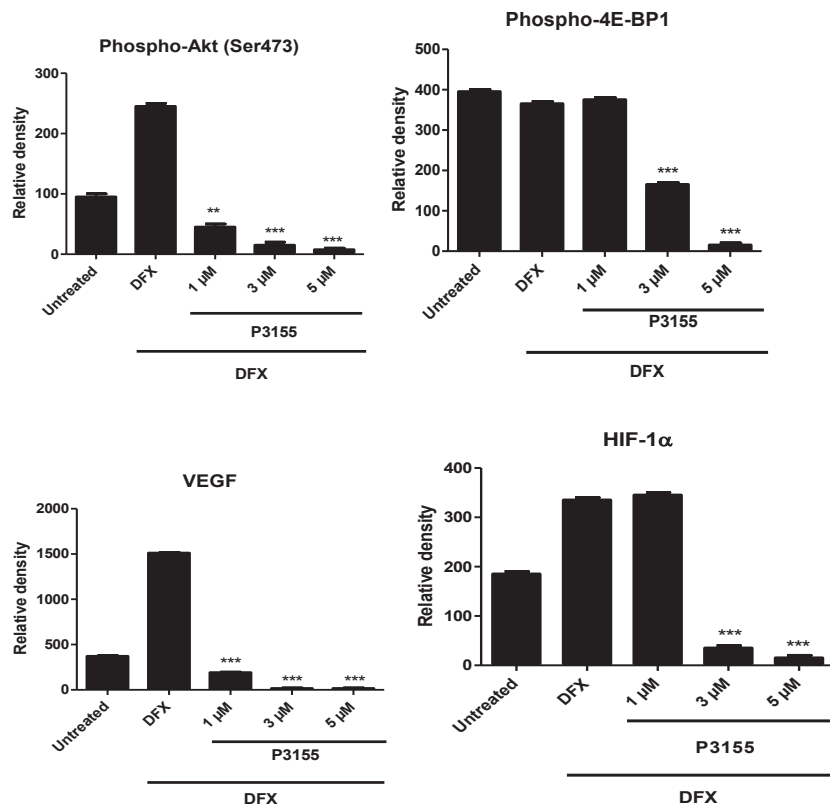 Phospho-Akt (Ser473)
Relative density
300
200
100
0
**
***
***
Untreated
DFX
1 µM
3 µM
5 µM
P3155
DFX
Phospho-4E-BP1
Relative density
500
400
300
200
100
0
***
***
Untreated
DFX
1 µM
3 µM
5 µM
P3155
DFX
VEGF
Relative density
2000
1500
1000
500
0
***
***
***
Untreated
DFX
1 µM
3 µM
5 µM
P3155
DFX
HIF-1α
Relative density
400
300
200
100
0
***
***
Untreated
DFX
1 µM
3 µM
5 µM
P3155
DFX